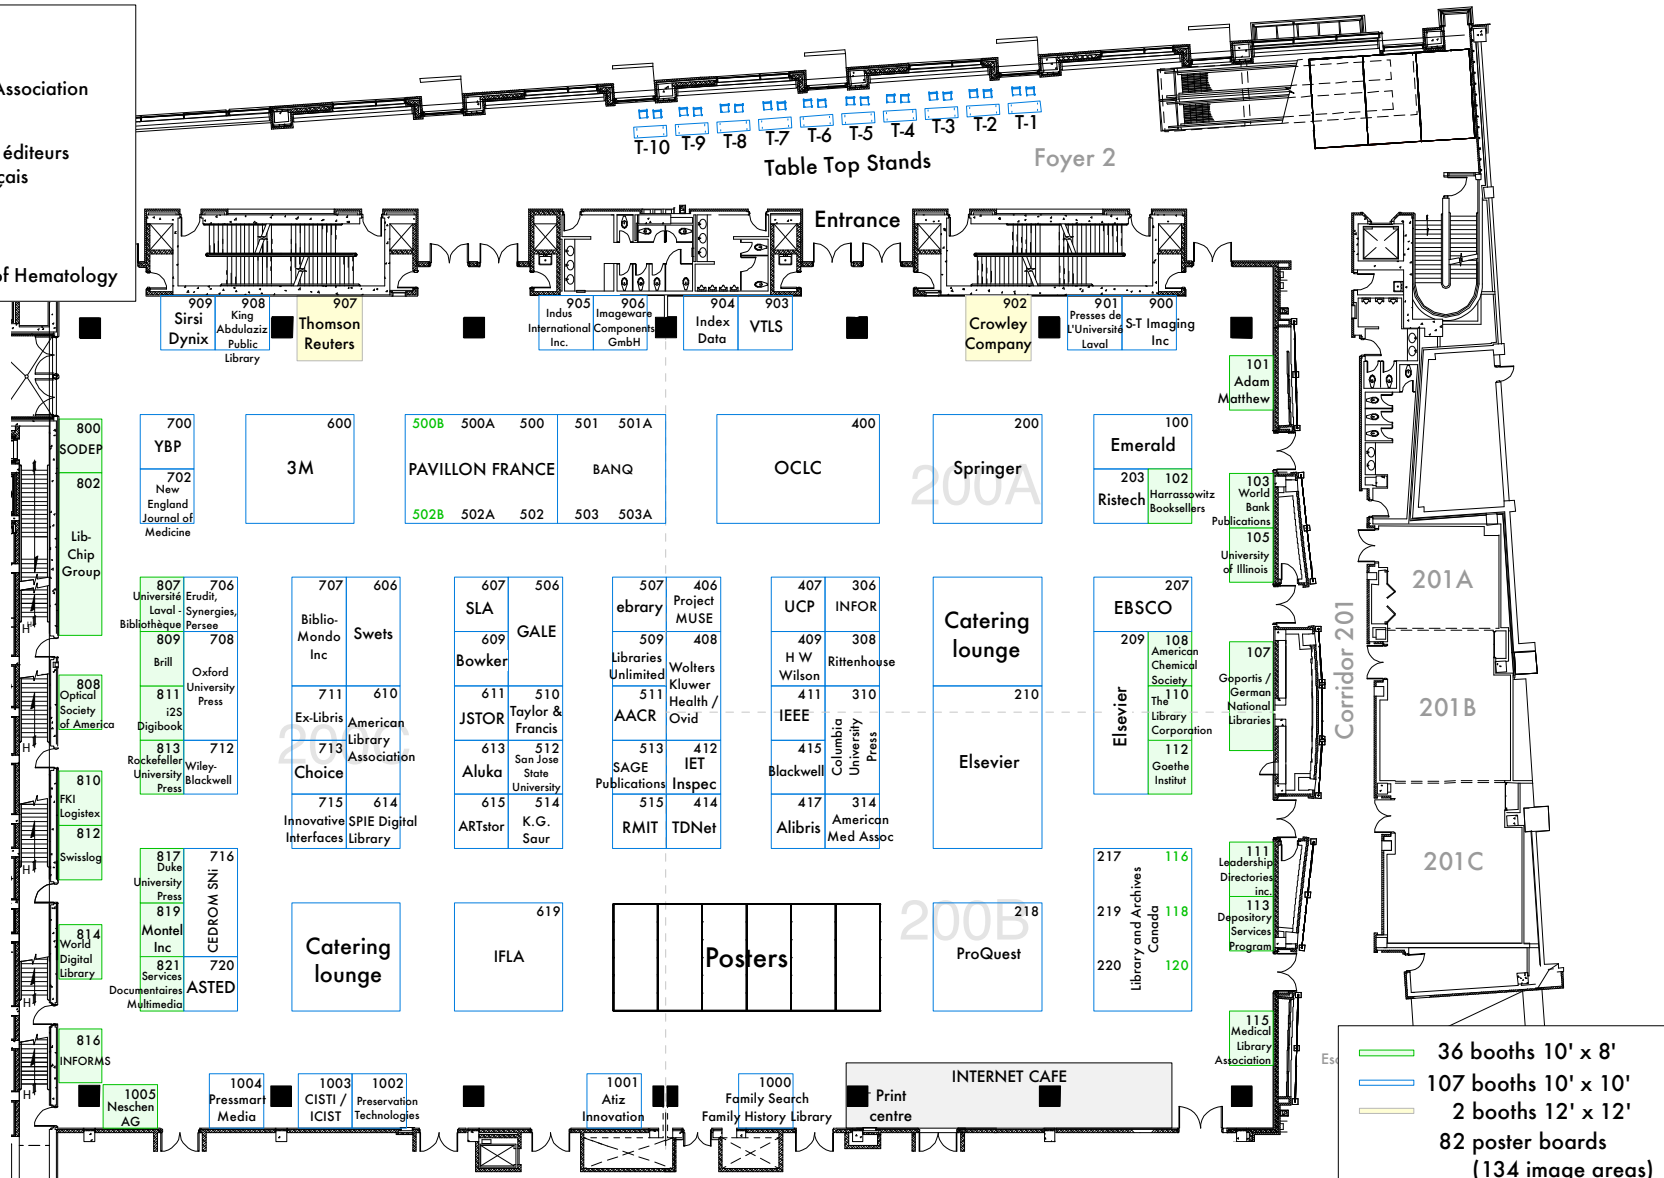 Association
éditeurs
çais
of Hematology
T-10 T-9 T-8 T-7 T-6 T-5 T-4 T-3 T-2 T-1
Table Top Stands
Foyer 2
Entrance
909
Sirsi
Dynix
908
King
Abdulaziz
Public
Library
907
Thomson
Reuters
905
Indus
International
Inc.
906
Imageware
Components
GmbH
904
Index
Data
903
VTLS
902
Crowley
Company
901
Presses de
L'Université
Laval
900
S-T Imaging
Inc
101
Adam
Matthew
800
SODEP
802
Lib-
Chip
Group
700
YBP
702
New
England
Journal of
Medicine
600
3M
500B 500A 500
PAVILLON FRANCE
502B 502A 502
501 501A
BANQ
503 503A
400
OCLC
200
Springer
200A
100
Emerald
203
Ristech
102
Harrassowitz
Booksellers
103
World
Bank
Publications
105
University
of Illinois
807
Université
Laval -
Bibliothèque
706
Erudit,
Synergies,
Persee
809
Brill
708
Oxford
University
Press
811
i2S
Digibook
813
Rockefeller
University
Press
712
Wiley-
Blackwell
707
Biblio-
Mondo
Inc
606
Swets
711
Ex-Libris
610
American
Library
Association
200C
713
Choice
715
Innovative
Interfaces
614
SPIE Digital
Library
607
SLA
506
GALE
609
Bowker
611
JSTOR
510
Taylor &
Francis
613
Aluka
512
San Jose
State
University
615
ARTstor
514
K.G.
Saur
507
ebrary
406
Project
MUSE
509
Libraries
Unlimited
408
Wolters
Kluwer
Health /
Ovid
511
AACR
513
SAGE
Publications
412
IET
Inspec
515
RMIT
414
TDNet
407
UCP
306
INFOR
409
H W
Wilson
308
Rittenhouse
411
IEEE
310
Columbia
University
Press
415
Blackwell
417
Alibris
314
American
Med Assoc
Catering
lounge
210
Elsevier
207
EBSCO
209
Elsevier
108
American
Chemical
Society
110
The
Library
Corporation
112
Goethe
Institut
107
Goportis /
German
National
Libraries
Corridor 201
201A
201B
201C
808
Optical
Society
of America
810
FKI
Logistex
812
Swisslog
814
World
Digital
Library
816
INFORMS
817
Duke
University
Press
716
CEDROM SNi
819
Montel
Inc
821
Services
Documentaires
Multimedia
720
ASTED
Catering
lounge
619
IFLA
Posters
200B
218
ProQuest
217 116
219 118
220 120
Library and Archives
Canada
111
Leadership
Directories
inc.
113
Depository
Services
Program
115
Medical
Library
Association
1005
Neschen
AG
1004
Pressmart
Media
1003
CISTI /
ICIST
1002
Preservation
Technologies
1001
Atiz
Innovation
1000
Family Search
Family History Library
INTERNET CAFE
Print
centre
H
H
H
H
H
Esc
36 booths 10' x 8'
107 booths 10' x 10'
2 booths 12' x 12'
82 poster boards
(134 image areas)